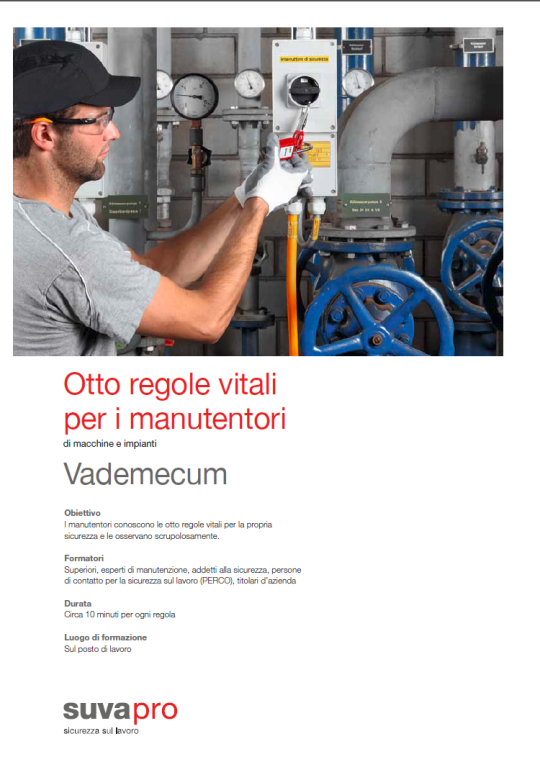 Interruttore di sicurezza
Otto regole vitali
per i manutentori
di macchine e impianti
Vademecum
Obiettivo
I manutentori conoscono le otto regole vitali per la propria
sicurezza e le osservano scrupolosamente.
Formatori
Superiori, esperti di manutenzione, addetti alla sicurezza, persone
di contatto per la sicurezza sul lavoro (PERCO), titolari d'azienda
Durata
Circa 10 minuti per ogni regola
Luogo di formazione
Sul posto di lavoro
suvapro
sicurezza sul lavoro